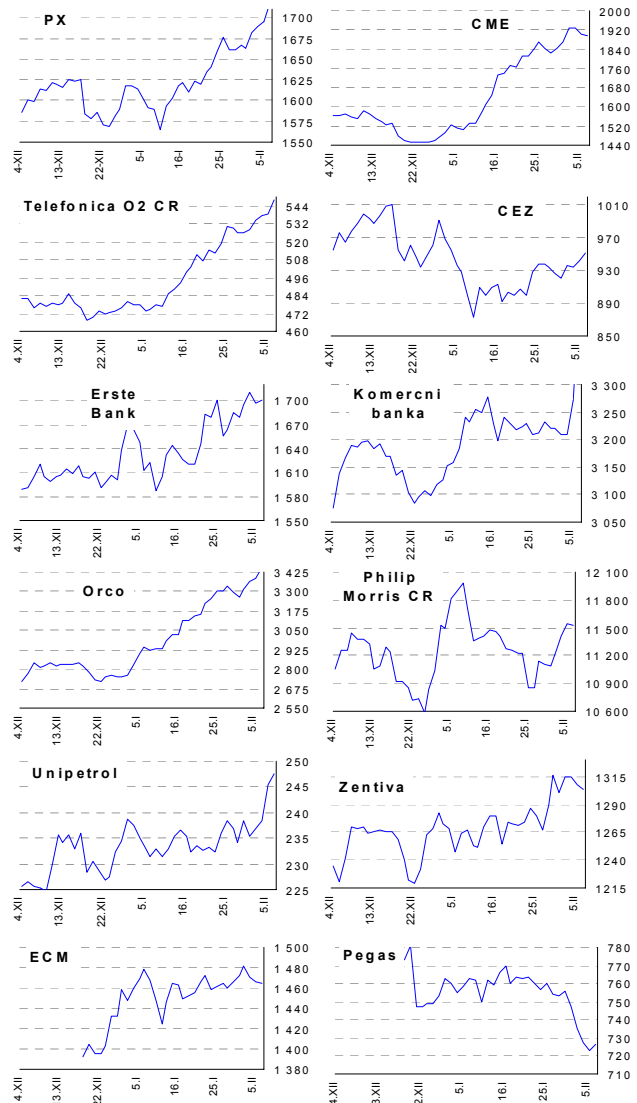 PX
1700
1675
1650
1625
1600
1575
1550
4-XII
13-XII
22-XII
5-I
16.I
25.I
5-II
CME
2000
1920
1840
1760
1680
1600
1520
1440
4.XII
13.XII
22.XII
5.I
16.I
25.I
5.II
Telefonica O2 CR
544
532
520
508
496
484
472
460
4.XII
13.XII
22.XII
5.I
16.I
25.I
5.II
CEZ
1010
970
930
890
850
4.XII
13.XII
22.XII
5.I
16.I
25.I
5.II
Erste
Bank
1 700
1 670
1 640
1 610
1 580
1 550
4.XII
13.XII
22.XII
5.I
16.I
25.I
5.II
Komercni
banka
3 300
3 250
3 200
3 150
3 100
3 050
4.XII
13.XII
22.XII
5.I
16.I
25.I
5.II
Orco
3 425
3 300
3 175
3 050
2 925
2 800
2 675
2 550
4.XII
13.XII
22.XII
5.I
16.I
25.I
5.II
Philip
Morris CR
12 100
11 800
11 500
11 200
10 900
10 600
4.XII
13.XII
22.XII
5.I
16.I
25.I
5.II
Unipetrol
250
245
240
235
230
225
4.XII
13.XII
22.XII
5.I
16.I
25.I
5.II
Zentiva
1315
1290
1265
1240
1215
4.XII
13.XII
22.XII
5.I
16.I
25.I
5.II
ECM
1 500
1 480
1 460
1 440
1 420
1 400
1 380
4.XII
3.XII
22.XII
5.I
16.I
25.I
5.II
Pegas
780
770
760
750
740
730
720
710
4.XII
3.XII
2.XII
5.I
16.I
25.I
5.II